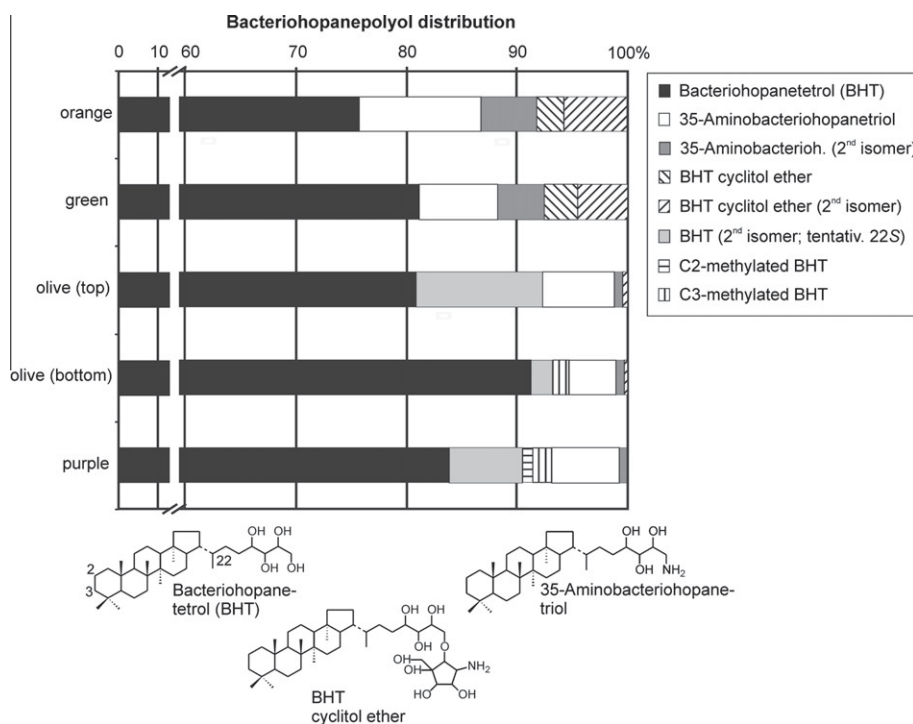 Bacteriohopanepolyol distribution
0 10 60 70 80 90 100%
orange
green
olive (top)
olive (bottom)
purple
Bacteriohopanetetrol (BHT)
35-Aminobacteriohopanetriol
35-Aminobacterioh. (2nd isomer)
BHT cyclitol ether
BHT cyclitol ether (2nd isomer)
BHT (2nd isomer; tentativ. 22S)
C2-methylated BHT
C3-methylated BHT
OH OH
22
OH OH
2
3
Bacteriohopane-
tetrol (BHT)
OH OH
OH NH2
35-Aminobacteriohopane-
triol
OH OH
OH
O
HO
OH
NH2
HO OH
BHT
cyclitol ether